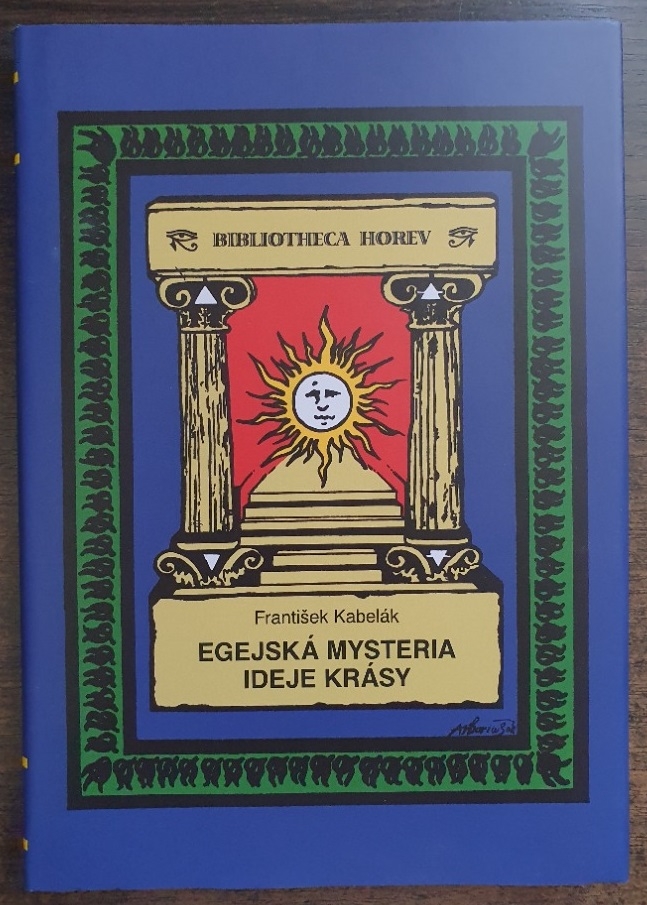 BIBLIOTHECA HOREV
František Kabelák
EGEJSKÁ MYSTERIA
IDEJE KRÁSY